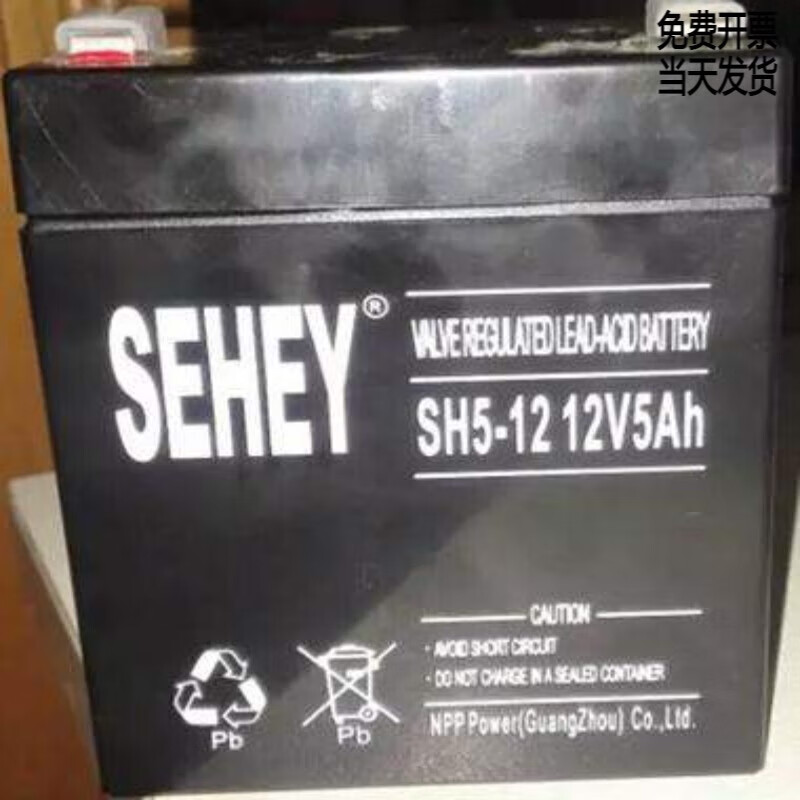 免费开票
当天发货
SEHEY®
VALVE REGULATED LEAD-ACID BATTERY
SH5-12 12V5Ah
CAUTION
· AVOID SHORT CIRCUIT
· DO NOT CHARGE IN A SEALED CONTAINER
NPP Power(GuangZhou) Co.,Ltd.
Pb
Pb